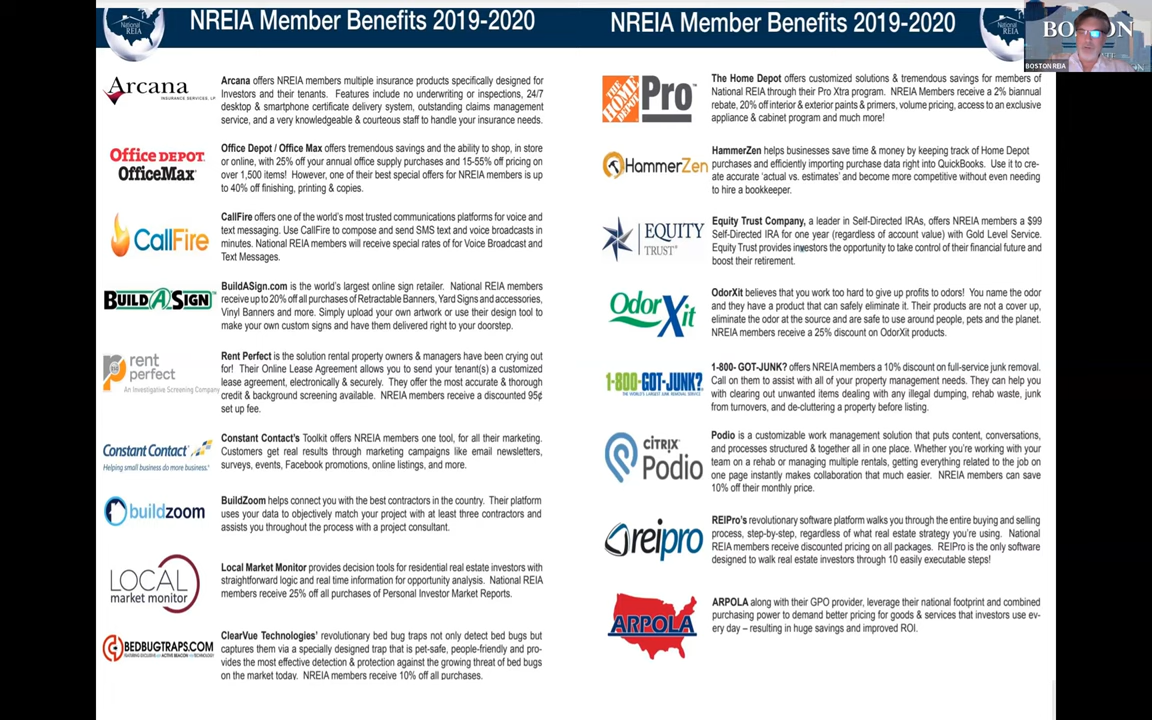 NREIA Member Benefits 2019-2020
National
REIA
Arcana
INSURANCE SERVICES, LP
Arcana offers NREIA members multiple insurance products specifically designed for
Investors and their tenants. Features include no underwriting or inspections, 24/7
desktop & smartphone certificate delivery system, outstanding claims management
service, and a very knowledgeable & courteous staff to handle your insurance needs.
Office DEPOT.
OfficeMax
Office Depot / Office Max offers tremendous savings and the ability to shop, in store
or online, with 25% off your annual office supply purchases and 15-55% off pricing on
over 1,500 items! However, one of their best special offers for NREIA members is up
to 40% off finishing, printing & copies.
CallFire
CallFire offers one of the world's most trusted communications platforms for voice and
text messaging. Use CallFire to compose and send SMS text and voice broadcasts in
minutes. National REIA members will receive special rates of for Voice Broadcast and
Text Messages.
BUILD A SIGN
BuildASign.com is the world's largest online sign retailer. National REIA members
receive up to 20% off all purchases of Retractable Banners, Yard Signs and accessories,
Vinyl Banners and more. Simply upload your own artwork or use their design tool to
make your own custom signs and have them delivered right to your doorstep.
rent
perfect
An Investigative Screening Company
Rent Perfect is the solution rental property owners & managers have been crying out
for! Their Online Lease Agreement allows you to send your tenant(s) a customized
lease agreement, electronically & securely. They offer the most accurate & thorough
credit & background screening available. NREIA members receive a discounted 95¢
set up fee.
Constant Contact
Helping small business do more business.
Constant Contact's Toolkit offers NREIA members one tool, for all their marketing.
Customers get real results through marketing campaigns like email newsletters,
surveys, events, Facebook promotions, online listings, and more.
buildzoom
BuildZoom helps connect you with the best contractors in the country. Their platform
uses your data to objectively match your project with at least three contractors and
assists you throughout the process with a project consultant.
LOCAL
market monitor
Local Market Monitor provides decision tools for residential real estate investors with
straightforward logic and real time information for opportunity analysis. National REIA
members receive 25% off all purchases of Personal Investor Market Reports.
BEDBUGTRAPS.COM
ClearVue Technologies' revolutionary bed bug traps not only detect bed bugs but
captures them via a specially designed trap that is pet-safe, people-friendly and pro-
vides the most effective detection & protection against the growing threat of bed bugs
on the market today. NREIA members receive 10% off all purchases.
NREIA Member Benefits 2019-2020
National
REIA
BOSTON
BOSTON REIA
THE HOME DEPOT
Pro
The Home Depot offers customized solutions & tremendous savings for members of
National REIA through their Pro Xtra program. NREIA Members receive a 2% biannual
rebate, 20% off interior & exterior paints & primers, volume pricing, access to an exclusive
appliance & cabinet program and much more!
HammerZen
HammerZen helps businesses save time & money by keeping track of Home Depot
purchases and efficiently importing purchase data right into QuickBooks. Use it to cre-
ate accurate 'actual vs. estimates' and become more competitive without even needing
to hire a bookkeeper.
EQUITY
TRUST
Equity Trust Company, a leader in Self-Directed IRAs, offers NREIA members a $99
Self-Directed IRA for one year (regardless of account value) with Gold Level Service.
Equity Trust provides investors the opportunity to take control of their financial future and
boost their retirement.
OdorXit
OdorXit believes that you work too hard to give up profits to odors! You name the odor
and they have a product that can safely eliminate it. Their products are not a cover up,
eliminate the odor at the source and are safe to use around people, pets and the planet.
NREIA members receive a 25% discount on OdorXit products.
1-800-GOT-JUNK?
THE WORLD'S LARGEST JUNK REMOVAL SERVICE
1-800- GOT-JUNK? offers NREIA members a 10% discount on full-service junk removal.
Call on them to assist with all of your property management needs. They can help you
with clearing out unwanted items dealing with any illegal dumping, rehab waste, junk
from turnovers, and de-cluttering a property before listing.
CITRIX
Podio
Podio is a customizable work management solution that puts content, conversations,
and processes structured & together all in one place. Whether you're working with your
team on a rehab or managing multiple rentals, getting everything related to the job on
one page instantly makes collaboration that much easier. NREIA members can save
10% off their monthly price.
reipro
REIPro's revolutionary software platform walks you through the entire buying and selling
process, step-by-step, regardless of what real estate strategy you're using. National
REIA members receive discounted pricing on all packages. REIPro is the only software
designed to walk real estate investors through 10 easily executable steps!
ARPOLA
ARPOLA along with their GPO provider, leverage their national footprint and combined
purchasing power to demand better pricing for goods & services that investors use ev-
ery day – resulting in huge savings and improved ROI.